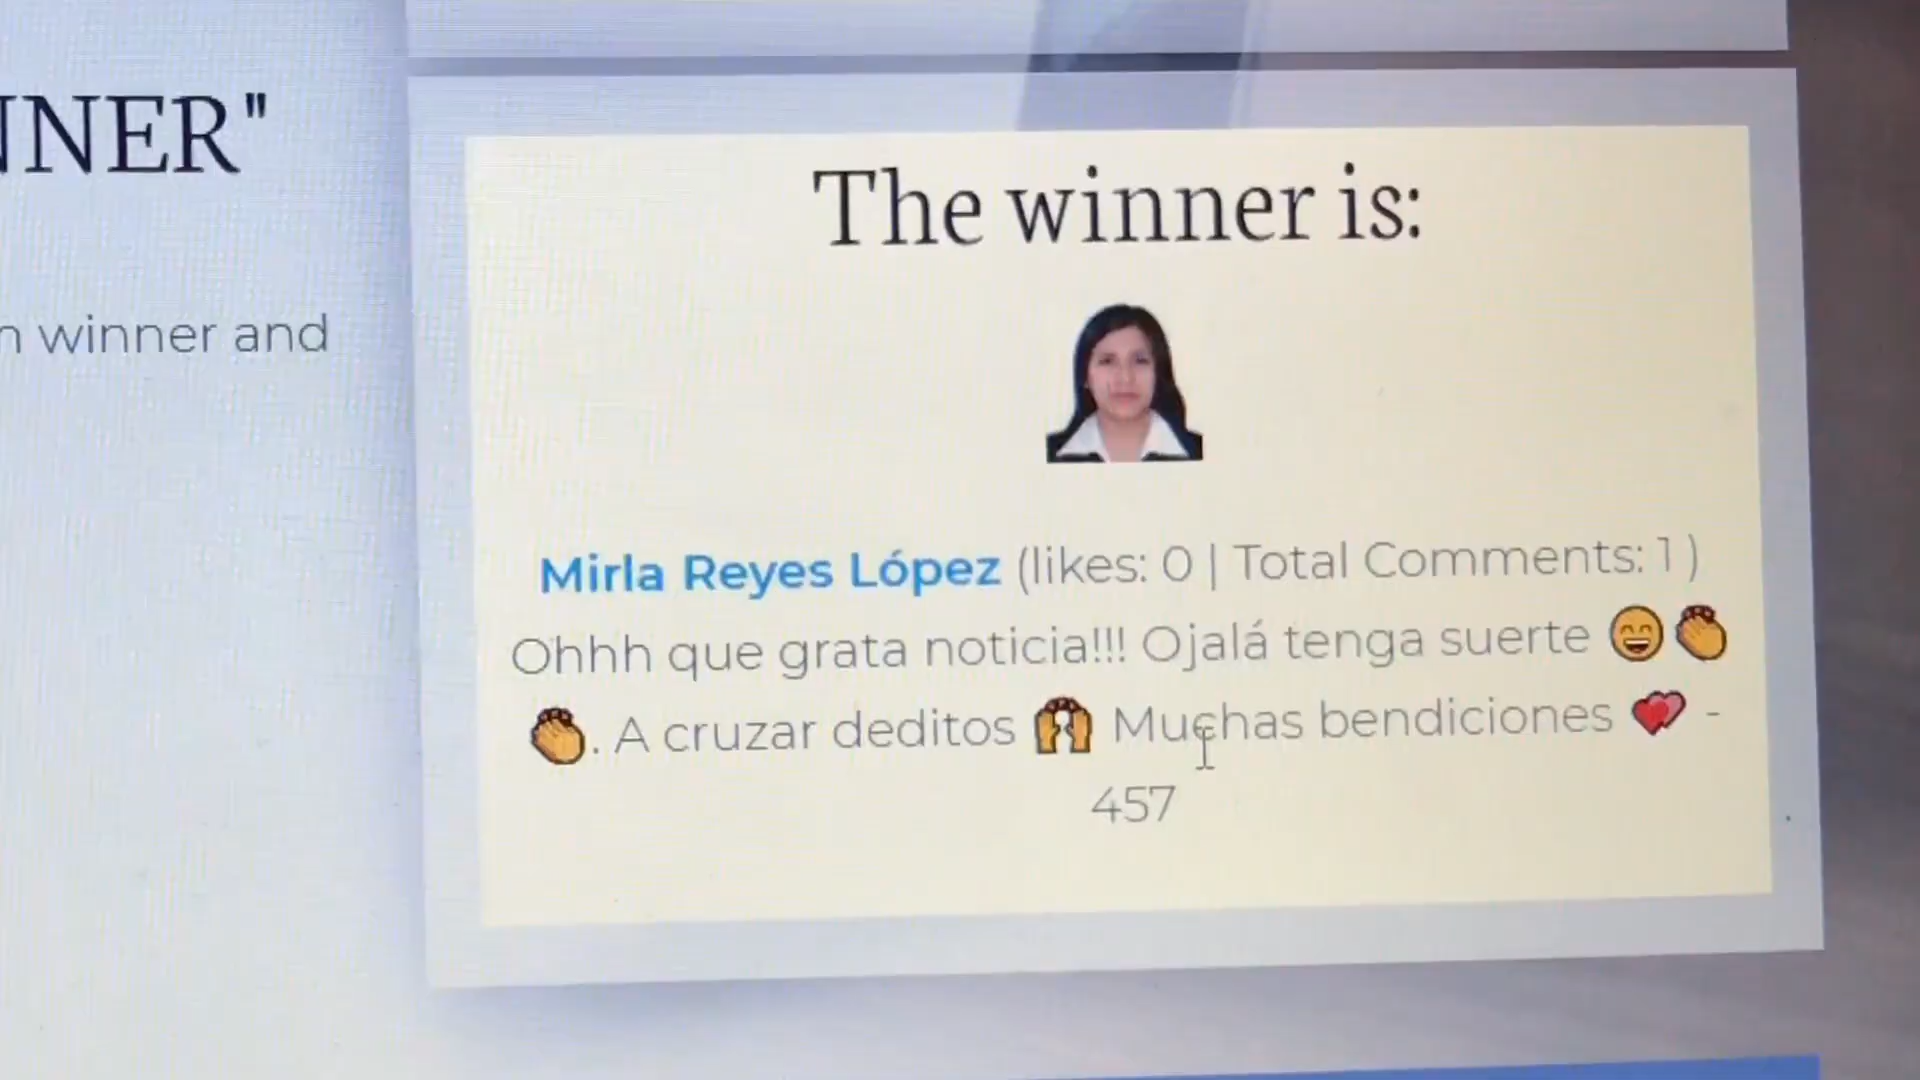 NNER"
winner and
The winner is:
Mirla Reyes López (likes: 0 | Total Comments: 1 )
Ohhh que grata noticia!!! Ojalá tenga suerte 😄👏
👏. A cruzar deditos 🙌 Muchas bendiciones 💕 -
457